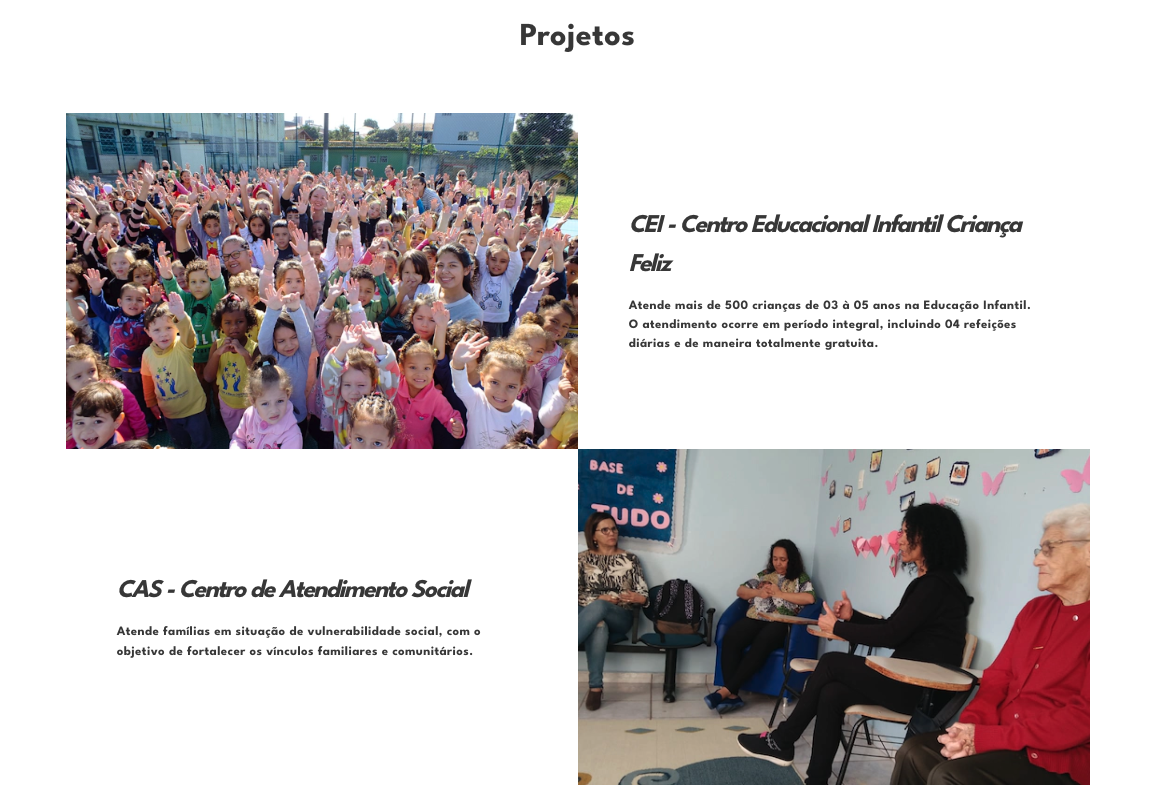 Projetos
CEI - Centro Educacional Infantil Criança
Feliz
Atende mais de 500 crianças de 03 à 05 anos na Educação Infantil.
O atendimento ocorre em período integral, incluindo 04 refeições
diárias e de maneira totalmente gratuita.
BASE
DE
TUDO
CAS - Centro de Atendimento Social
Atende famílias em situação de vulnerabilidade social, com o
objetivo de fortalecer os vínculos familiares e comunitários.